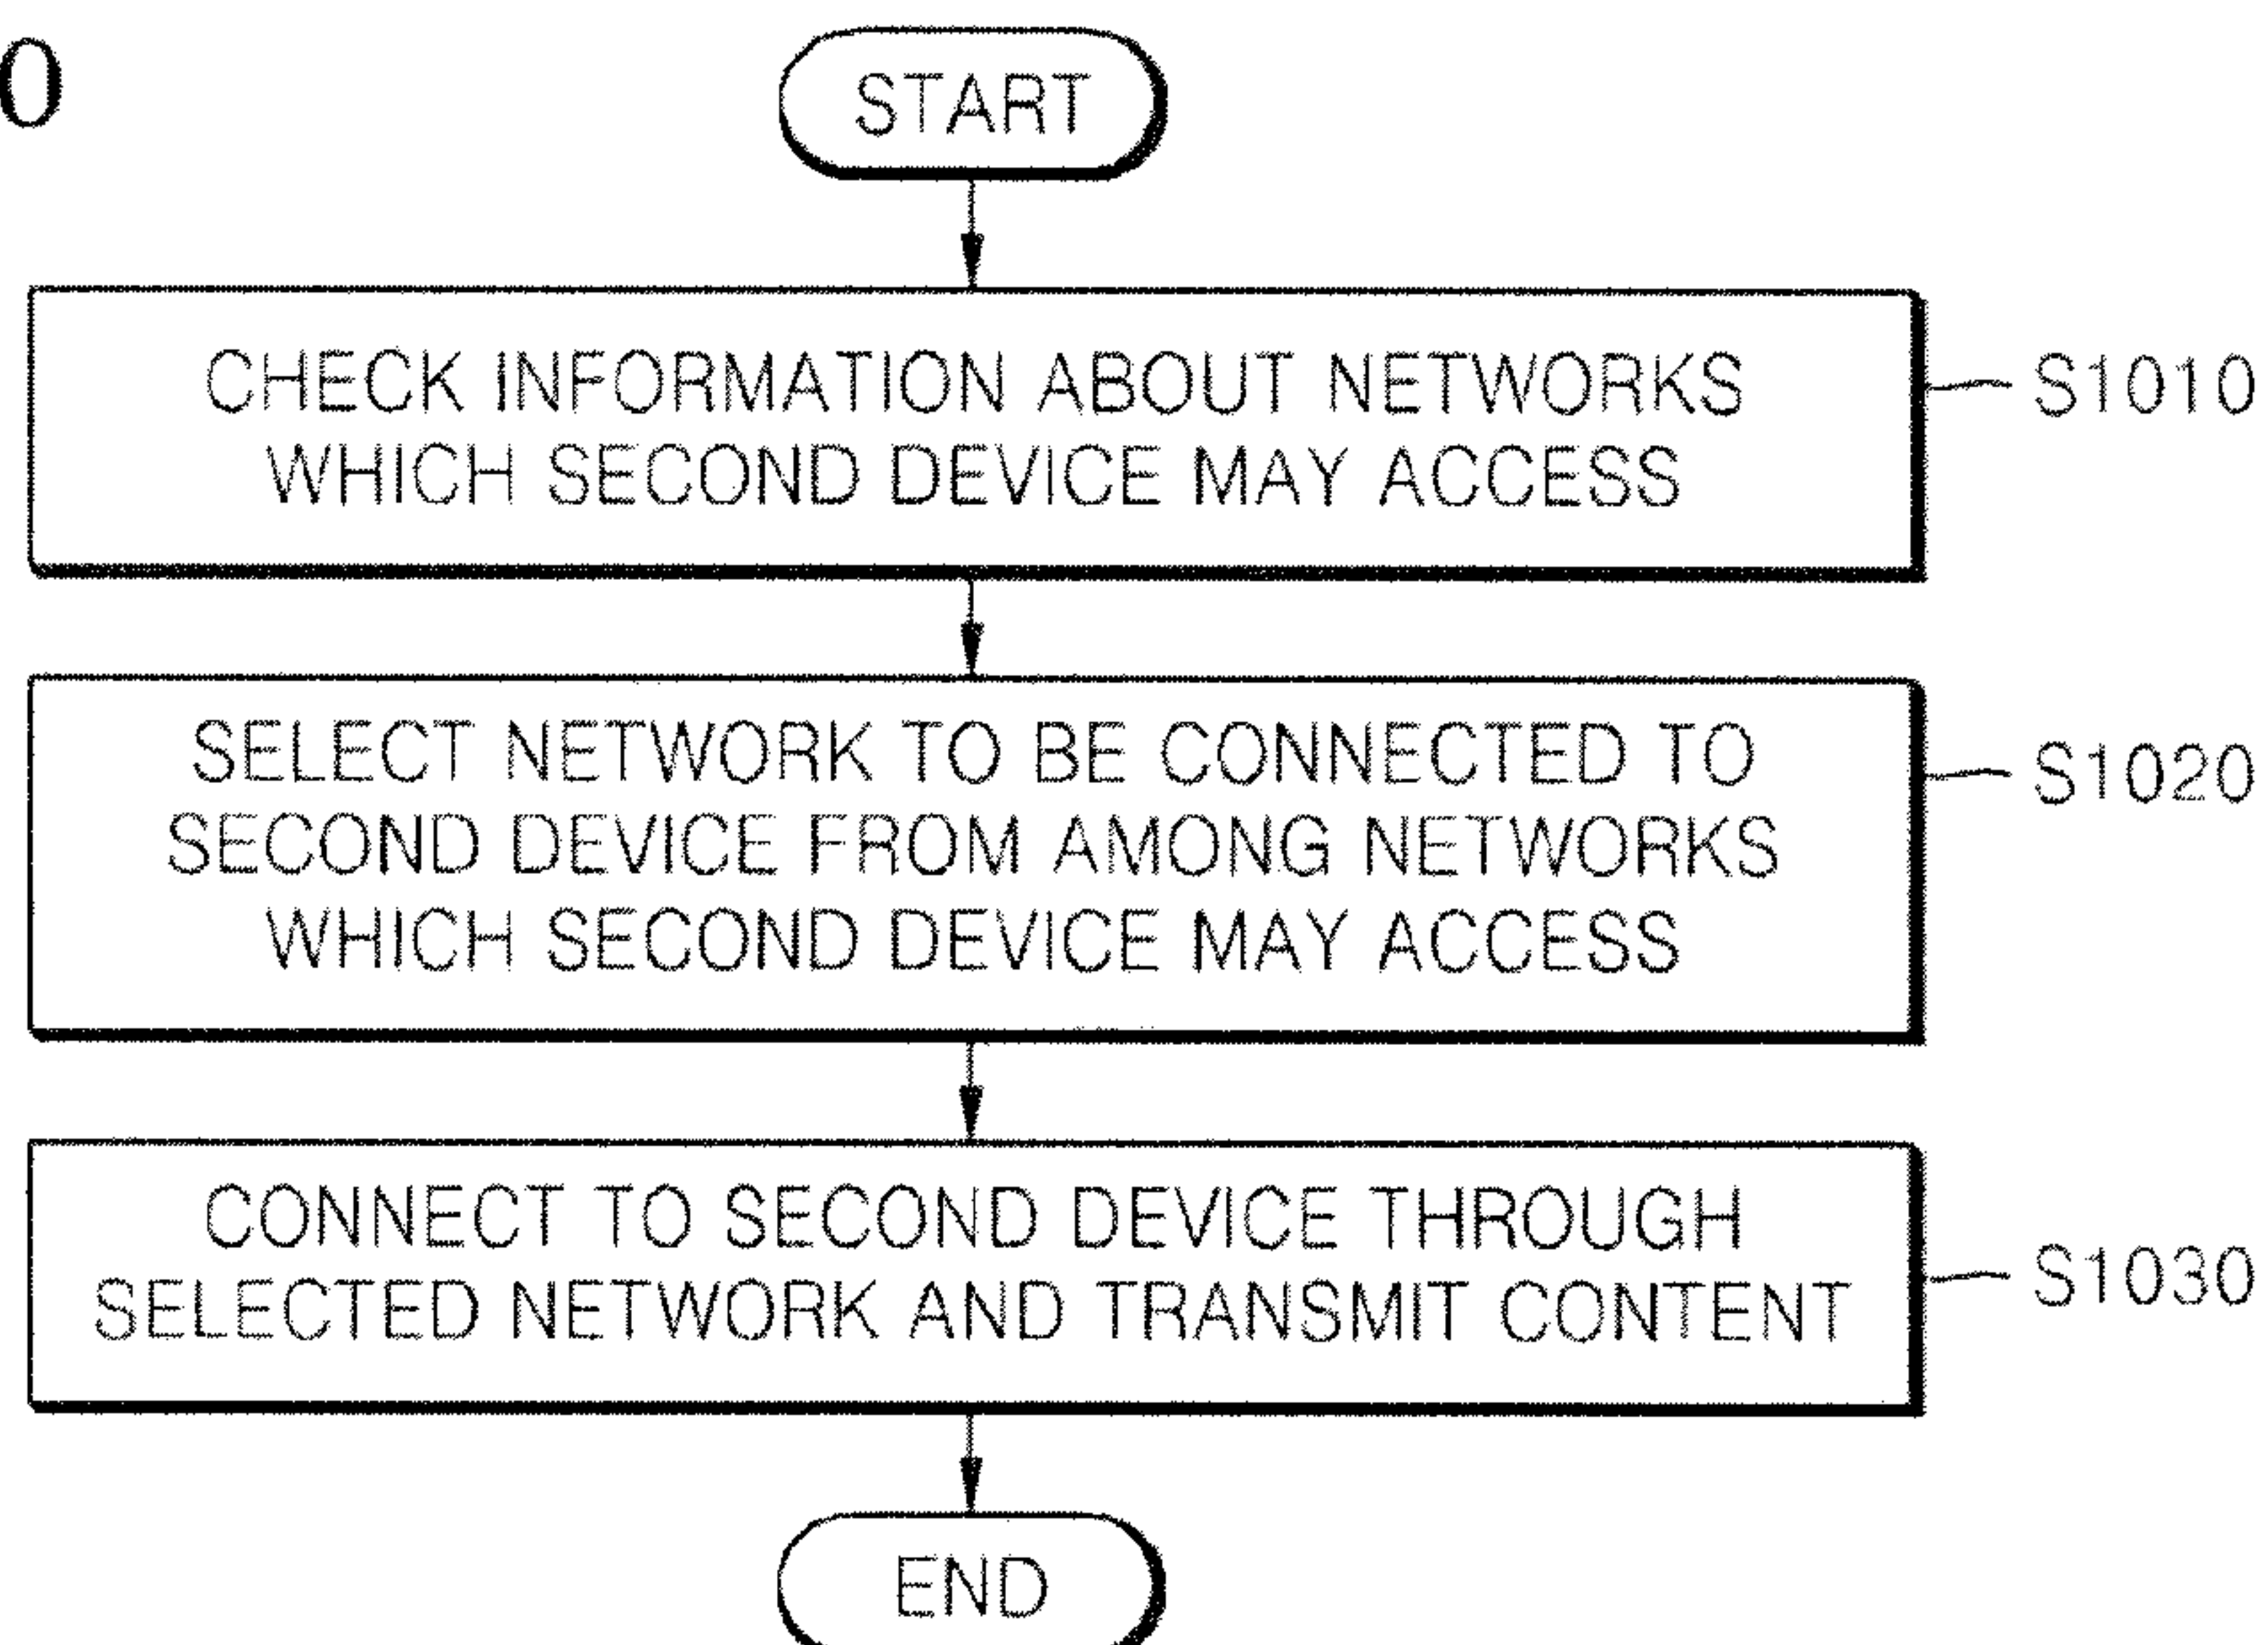 0
START
CHECK INFORMATION ABOUT NETWORKS
WHICH SECOND DEVICE MAY ACCESS
S1010
SELECT NETWORK TO BE CONNECTED TO
SECOND DEVICE FROM AMONG NETWORKS
WHICH SECOND DEVICE MAY ACCESS
S1020
CONNECT TO SECOND DEVICE THROUGH
SELECTED NETWORK AND TRANSMIT CONTENT
S1030
END